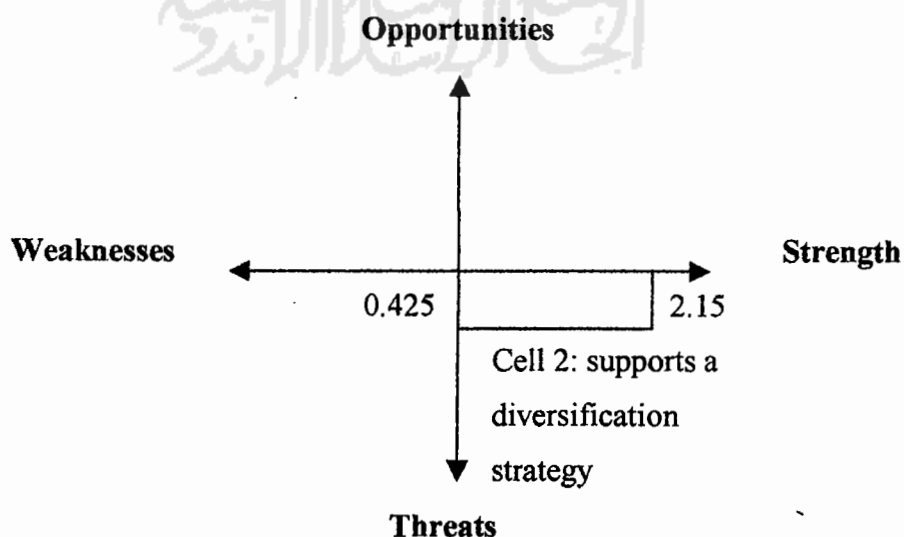 Opportunities
Weaknesses
Strength
0.425
2.15
Cell 2: supports a
diversification
strategy
Threats